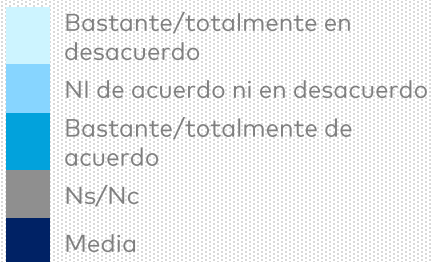 Bastante/totalmente en
desacuerdo
NI de acuerdo ni en desacuerdo
Bastante/totalmente de
acuerdo
Ns/Nc
Media